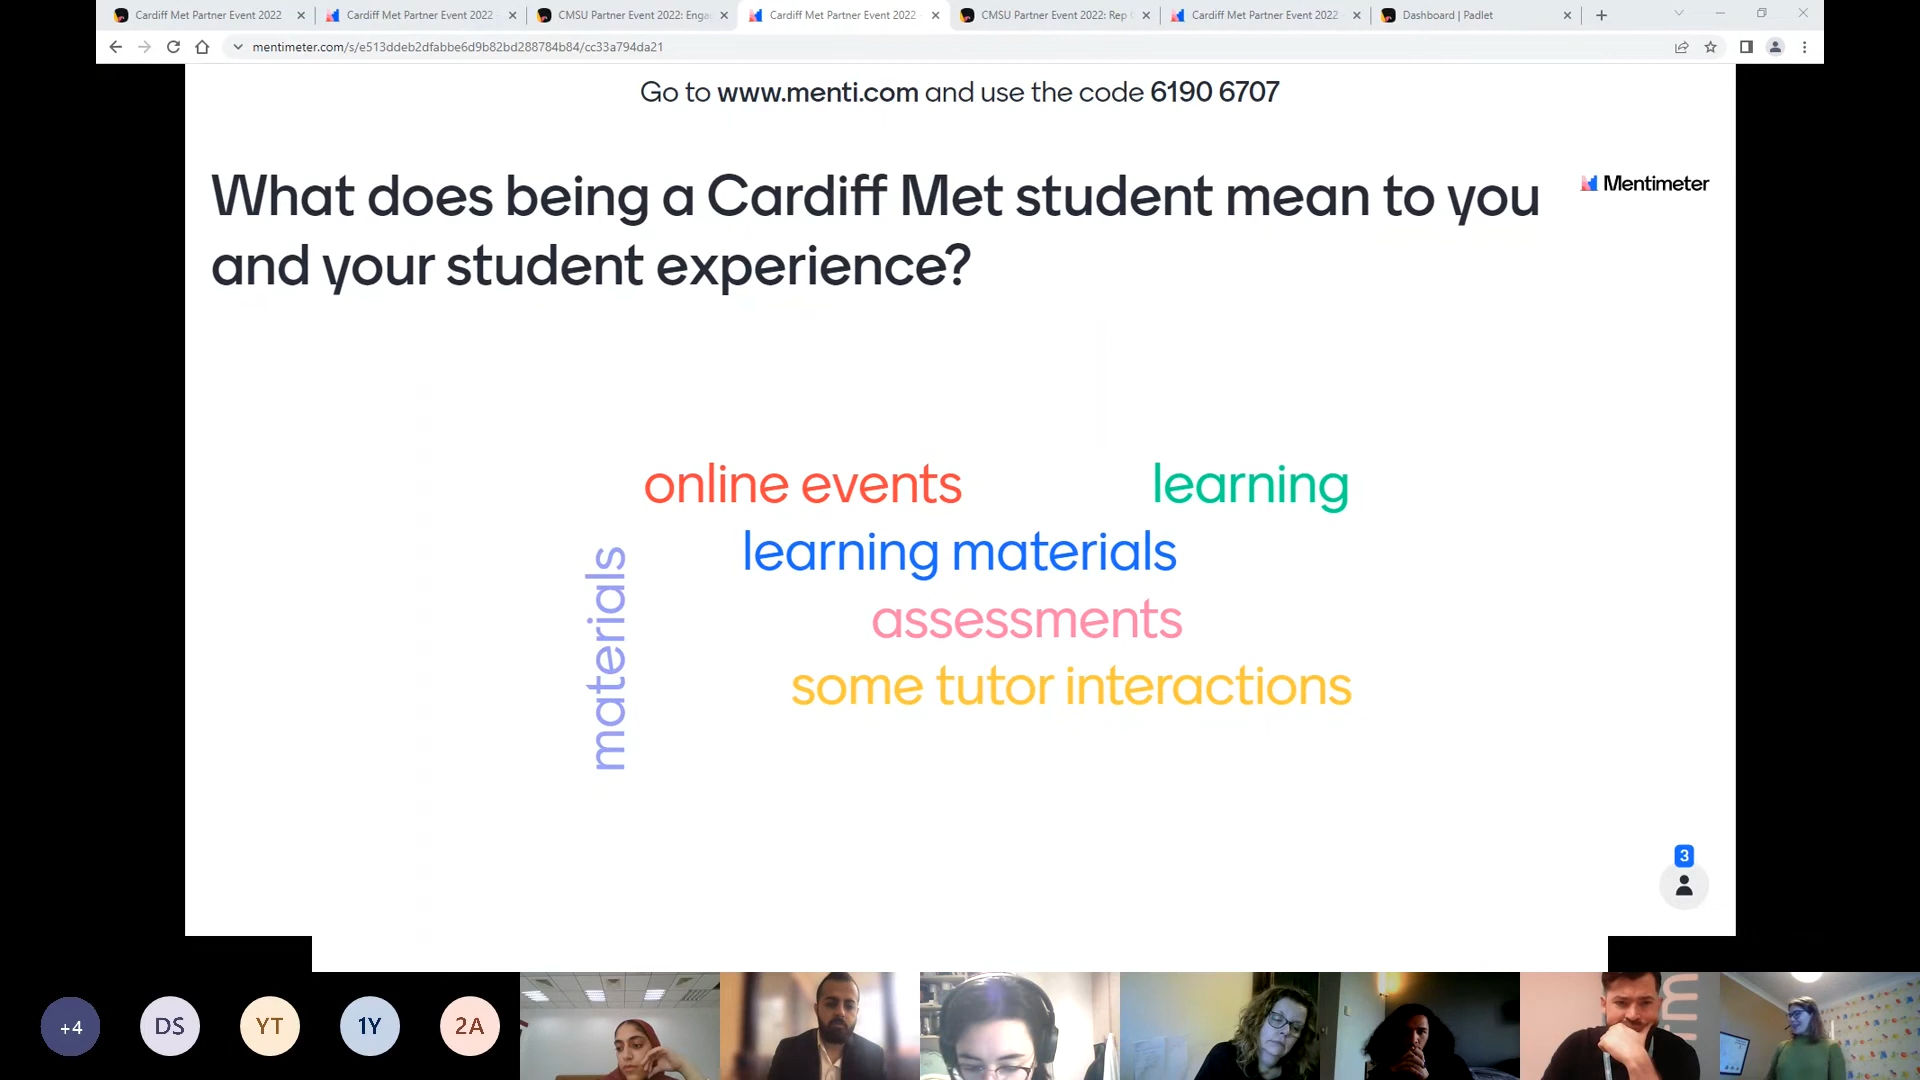 Cardiff Met Partner Event 2022
Cardiff Met Partner Event 2022 -
CMSU Partner Event 2022: Enga
Cardiff Met Partner Event 2022 -
CMSU Partner Event 2022: Rep
Cardiff Met Partner Event 2022
Dashboard | Padlet
mentimeter.com/s/e513ddeb2dfabbe6d9b82bd288784b84/cc33a794da21
Go to www.menti.com and use the code 6190 6707
What does being a Cardiff Met student mean to you
and your student experience?
Mentimeter
online events
learning
learning materials
materials
assessments
some tutor interactions
3
+4
DS
YT
1Y
2A